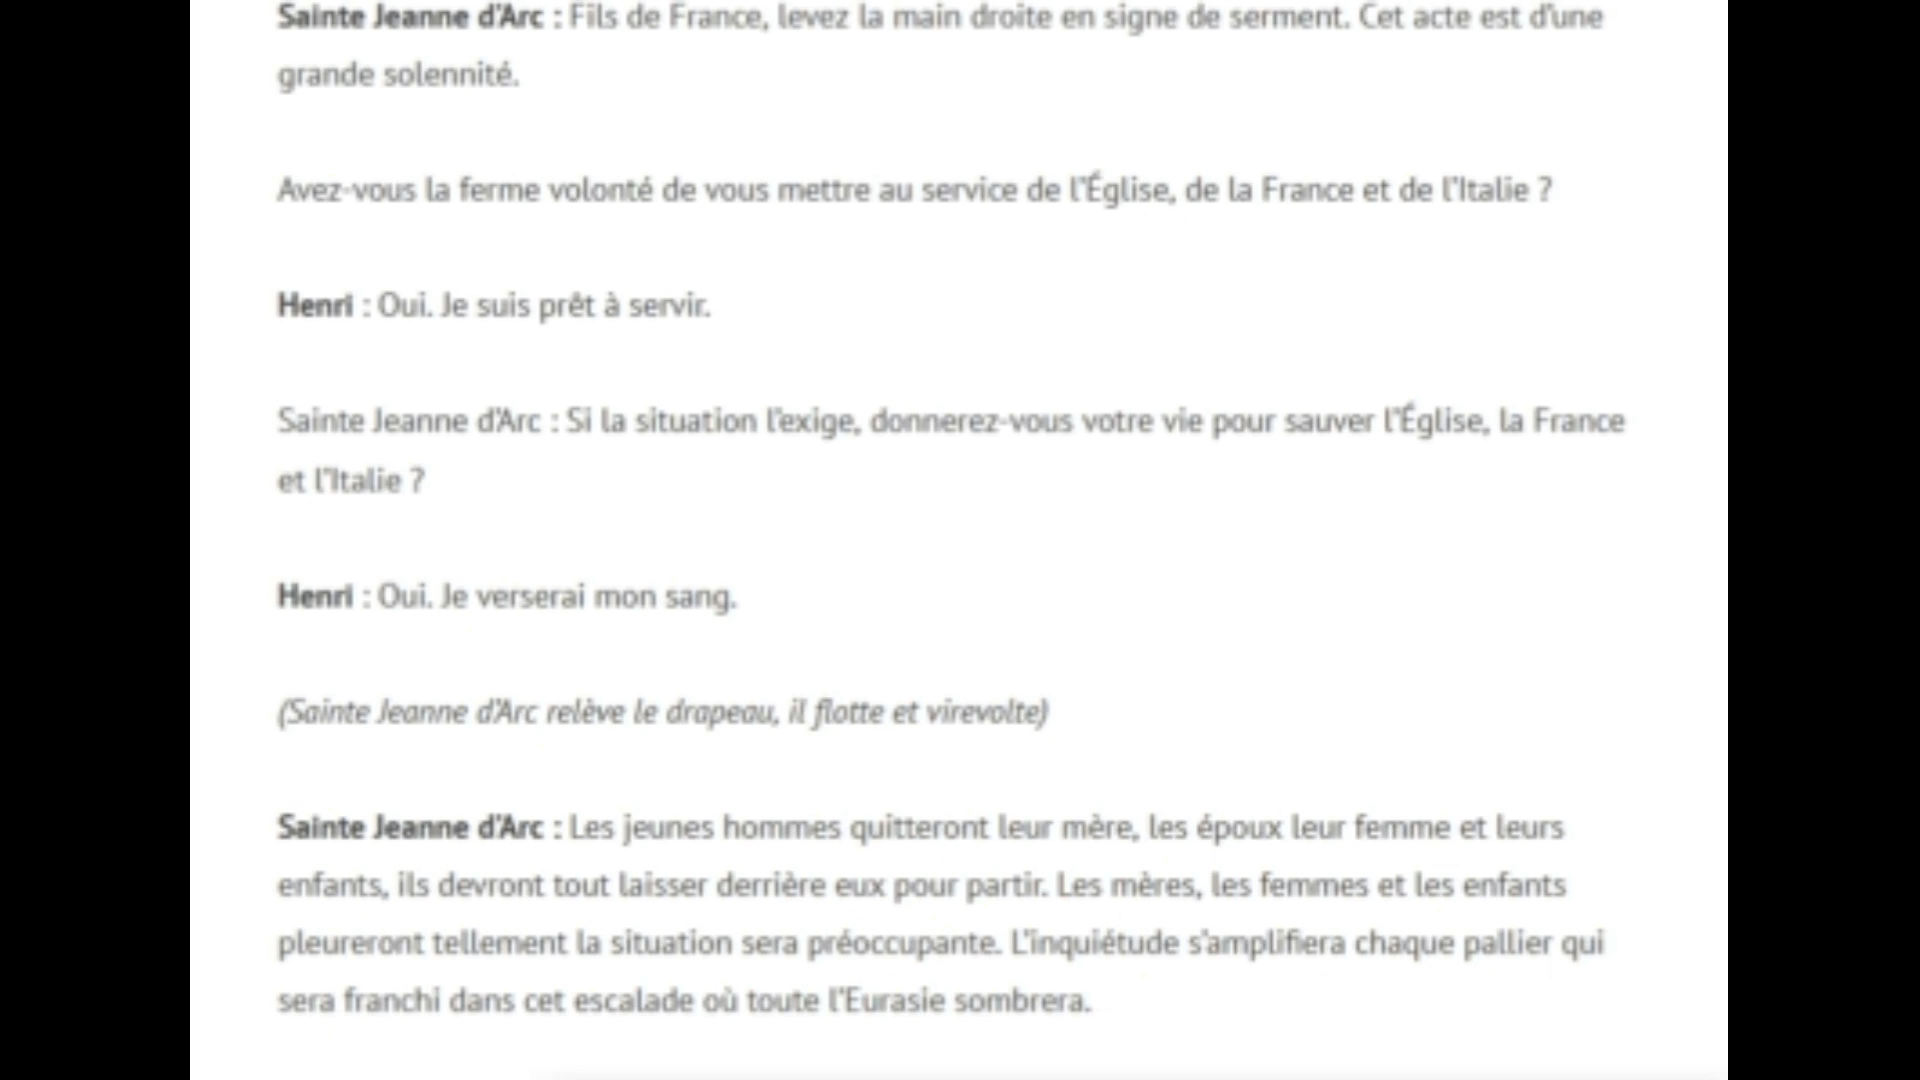 Sainte Jeanne d'Arc : Fils de France, levez la main droite en signe de serment. Cet acte est d'une
grande solennité.
Avez-vous la ferme volonté de vous mettre au service de l'Église, de la France et de l'Italie ?
Henri : Oui. Je suis prêt à servir.
Sainte Jeanne d'Arc : Si la situation l'exige, donnerez-vous votre vie pour sauver l'Église, la France
et l'Italie ?
Henri : Oui. Je verserai mon sang.
(Sainte Jeanne d'Arc relève le drapeau, il flotte et virevolte)
Sainte Jeanne d'Arc : Les jeunes hommes quitteront leur mère, les époux leur femme et leurs
enfants, ils devront tout laisser derrière eux pour partir. Les mères, les femmes et les enfants
pleureront tellement la situation sera préoccupante. L'inquiétude s'amplifiera chaque pallier qui
sera franchi dans cet escalade où toute l'Eurasie sombrera.